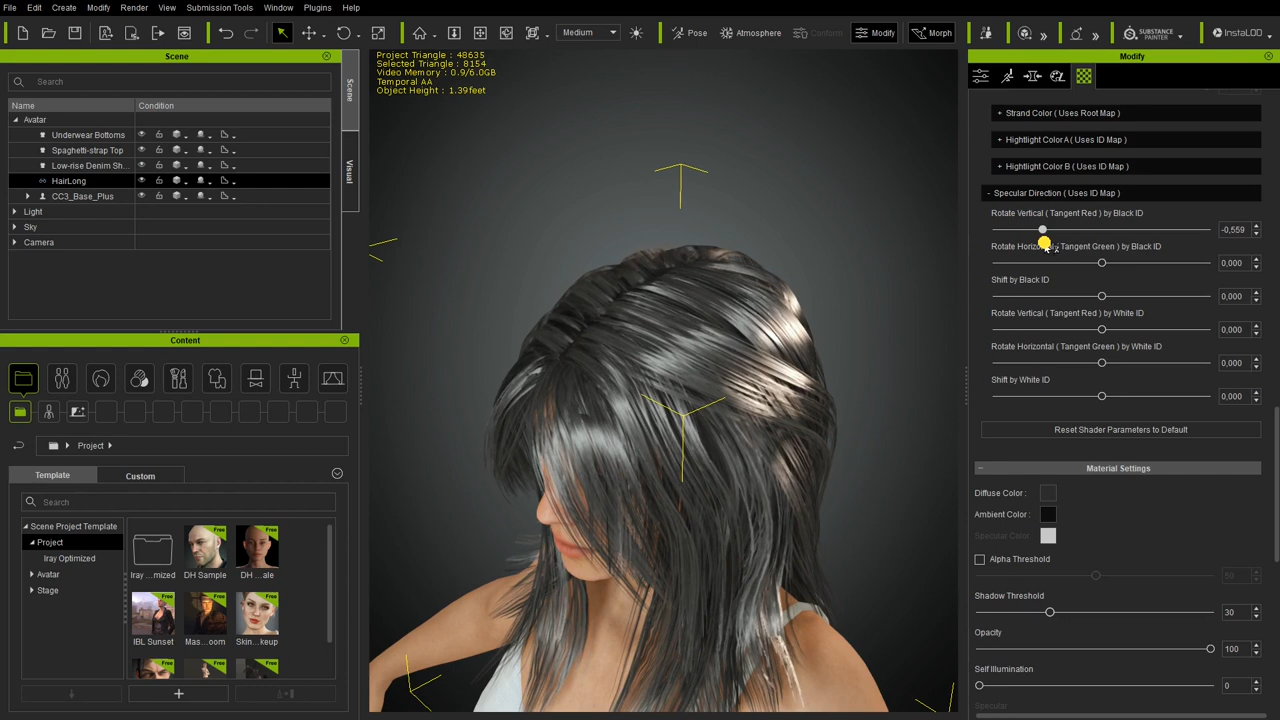 File Edit Create Modify Render View Submission Tools Window Plugins Help
Medium Pose Atmosphere Conform Modify Morph SUBSTANCE PAINTER InstaLOD
Scene
Search
Name Condition
Avatar
Underwear Bottoms
Spaghetti-strap Top
Low-rise Denim Sh...
HairLong
CC3_Base_Plus
Light
Sky
Camera
Scene
Visual
Content
Project
Template Custom
Search
Scene Project Template
Project
Iray Optimized
Avatar
Stage
Free Free
Iray ...mized DH Sample DH ...ale
Free Free Free
IBL Sunset Mas...oom Skin...keup
Free Free Free
Project Triangle : 48635
Selected Triangle : 8154
Video Memory : 0.9/6.0GB
Temporal AA
Object Height : 1.39feet
Modify
+ Strand Color ( Uses Root Map )
+ Hightlight Color A ( Uses ID Map )
+ Hightlight Color B ( Uses ID Map )
- Specular Direction ( Uses ID Map )
Rotate Vertical ( Tangent Red ) by Black ID
-0,559
Tangent Green ) by Black ID
0,000
Shift by Black ID
0,000
Rotate Vertical ( Tangent Red ) by White ID
0,000
Rotate Horizontal ( Tangent Green ) by White ID
0,000
Shift by White ID
0,000
Reset Shader Parameters to Default
Material Settings
Diffuse Color :
Ambient Color :
Specular Color :
Alpha Threshold
50
Shadow Threshold
30
Opacity
100
Self Illumination
0
Specular